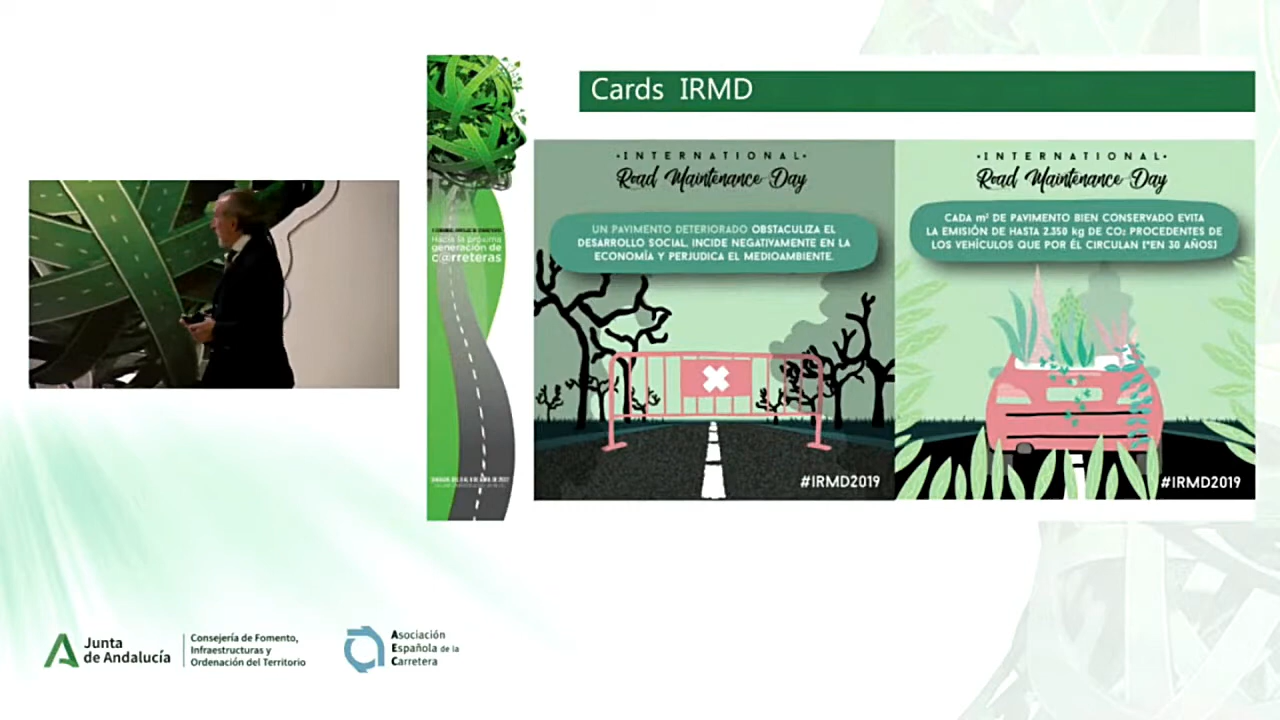 Cards IRMD
Hacia la próxima
generación de
c@rreteras
•INTERNATIONAL•
Road Maintenance Day
UN PAVIMENTO DETERIORADO OBSTACULIZA EL
DESARROLLO SOCIAL, INCIDE NEGATIVAMENTE EN LA
ECONOMÍA Y PERJUDICA EL MEDIOAMBIENTE.
#IRMD2019
•INTERNATIONAL•
Road Maintenance Day
CADA m² DE PAVIMENTO BIEN CONSERVADO EVITA
LA EMISIÓN DE HASTA 2.350 kg DE CO₂ PROCEDENTES DE
LOS VEHÍCULOS QUE POR ÉL CIRCULAN (*EN 30 AÑOS)
#IRMD2019
Junta
de Andalucía
Consejería de Fomento,
Infraestructuras y
Ordenación del Territorio
Asociación
Española de la
Carretera